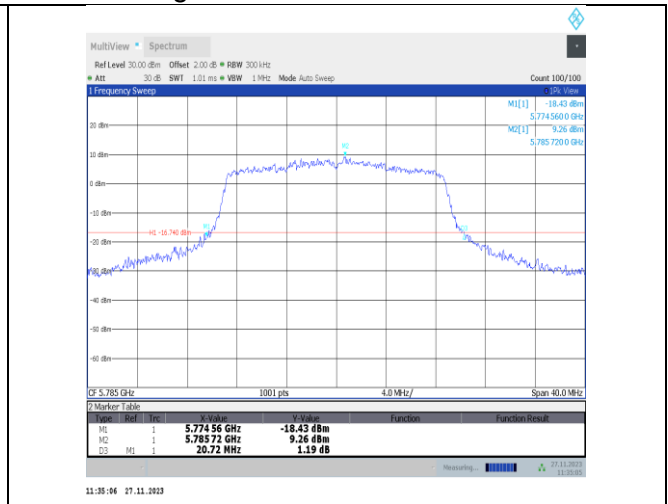 MultiView Spectrum
Ref Level 30.00 dBm Offset 2.00 dB RBW 300 kHz
Att 30 dB SWT 1.01 ms VBW 1 MHz Mode Auto Sweep Count 100/100
1 Frequency Sweep 1Pk View
M1[1] -18.43 dBm
5.7745600 GHz
M2[1] 9.26 dBm
5.7857200 GHz
20 dBm
M2
10 dBm
0 dBm
-10 dBm
H1 -16.740 dBm
-20 dBm
-30 dBm
-40 dBm
-50 dBm
-60 dBm
CF 5.785 GHz 1001 pts 4.0 MHz/ Span 40.0 MHz
2 Marker Table
Type Ref Trc X-Value Y-Value Function Function Result
M1 1 5.774 56 GHz -18.43 dBm
M2 1 5.785 72 GHz 9.26 dBm
D3 M1 1 20.72 MHz 1.19 dB
Measuring... 27.11.2023
11:35:05
11:35:06 27.11.2023